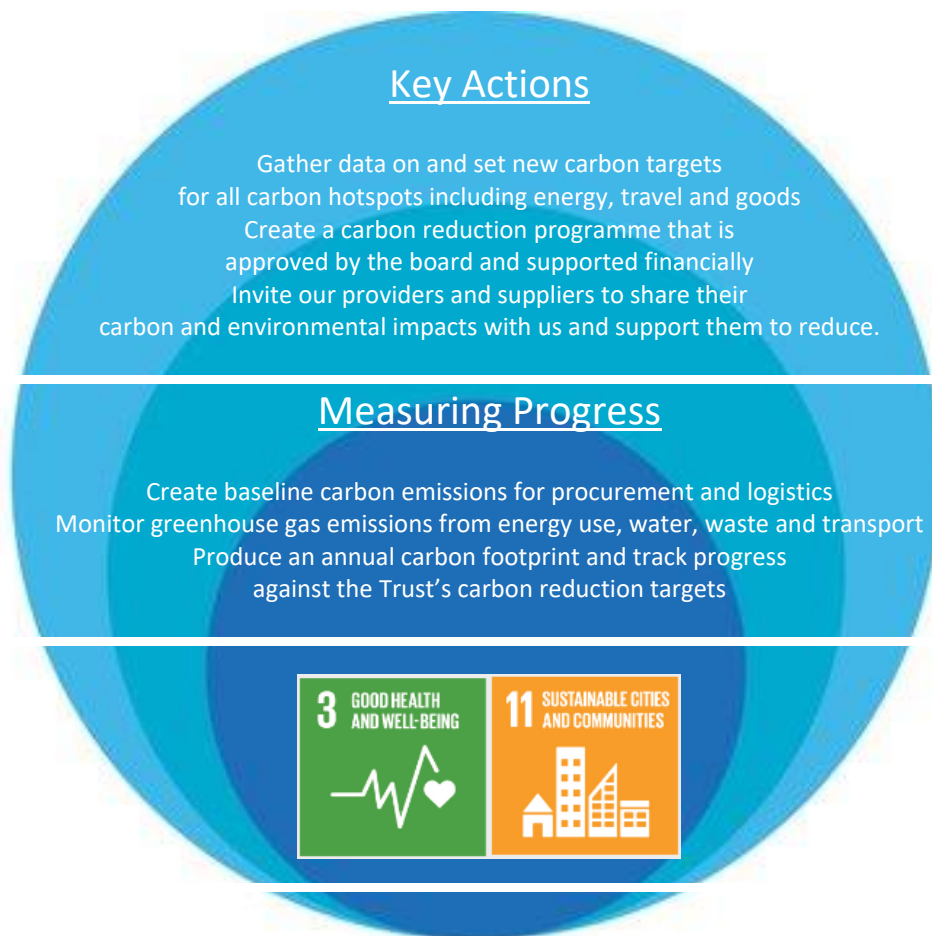 Key Actions
Gather data on and set new carbon targets
for all carbon hotspots including energy, travel and goods
Create a carbon reduction programme that is
approved by the board and supported financially
Invite our providers and suppliers to share their
carbon and environmental impacts with us and support them to reduce.
Measuring Progress
Create baseline carbon emissions for procurement and logistics
Monitor greenhouse gas emissions from energy use, water, waste and transport
Produce an annual carbon footprint and track progress
against the Trust’s carbon reduction targets
3 GOOD HEALTH
AND WELL-BEING
11 SUSTAINABLE CITIES
AND COMMUNITIES